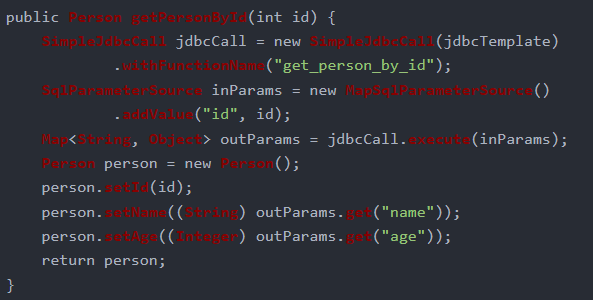 public Person getPersonById(int id) {
    SimpleJdbcCall jdbcCall = new SimpleJdbcCall(jdbcTemplate)
            .withFunctionName("get_person_by_id");
    SqlParameterSource inParams = new MapSqlParameterSource()
            .addValue("id", id);
    Map<String, Object> outParams = jdbcCall.execute(inParams);
    Person person = new Person();
    person.setId(id);
    person.setName((String) outParams.get("name"));
    person.setAge((Integer) outParams.get("age"));
    return person;
}